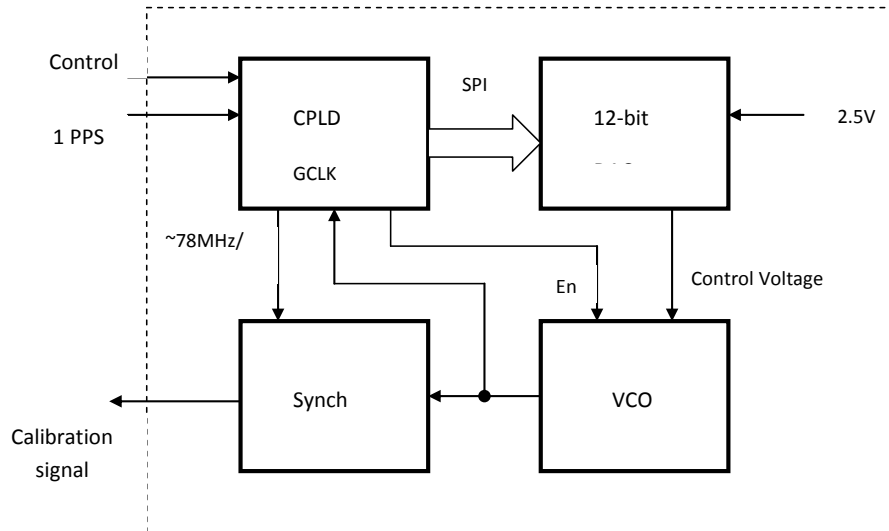 Control
1 PPS
CPLD
GCLK
SPI
12-bit
2.5V
~78MHz/
En
Control Voltage
Synch
VCO
Calibration
signal